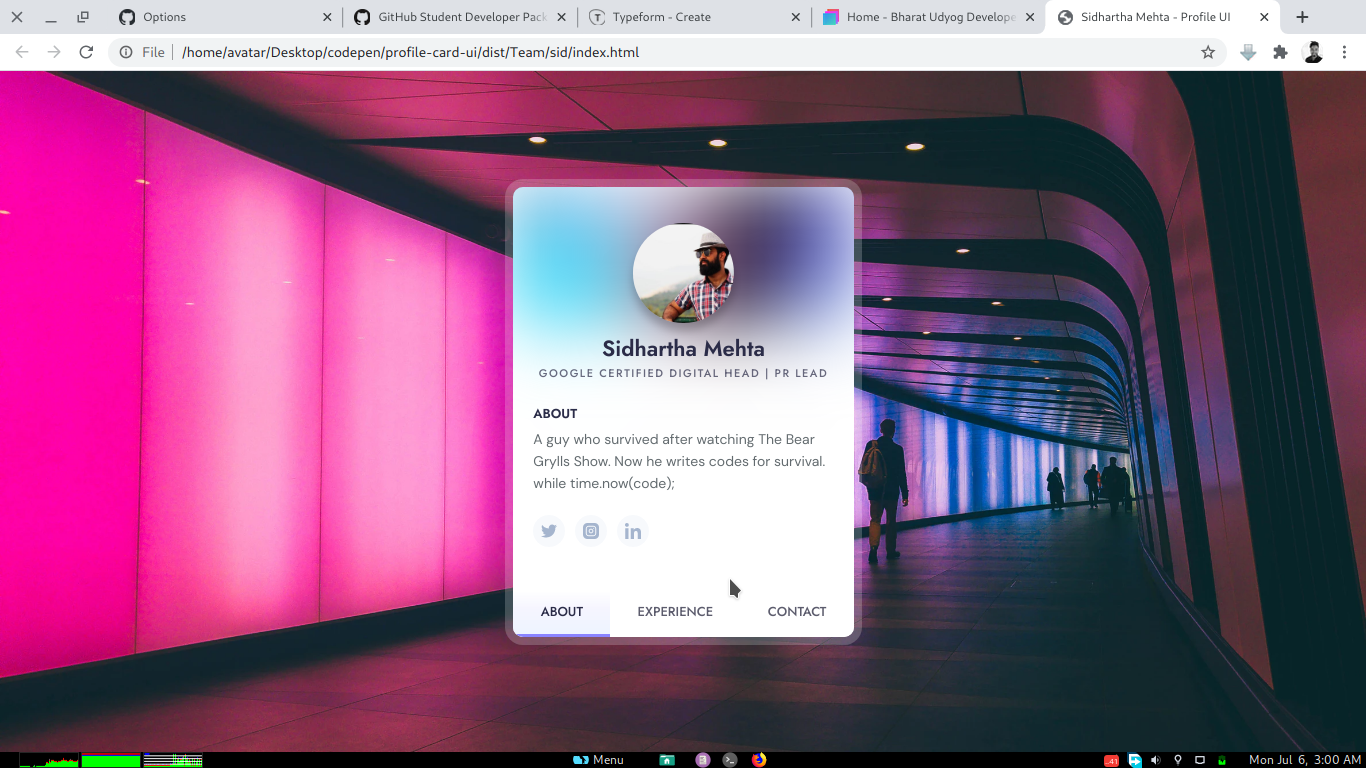 Options
GitHub Student Developer Pack
Typeform - Create
Home - Bharat Udyog Develope
Sidhartha Mehta - Profile UI
File
/home/avatar/Desktop/codepen/profile-card-ui/dist/Team/sid/index.html
Sidhartha Mehta
GOOGLE CERTIFIED DIGITAL HEAD | PR LEAD
ABOUT
A guy who survived after watching The Bear
Grylls Show. Now he writes codes for survival.
while time.now(code);
in
ABOUT
EXPERIENCE
CONTACT
Menu
Mon Jul 6, 3:00 AM